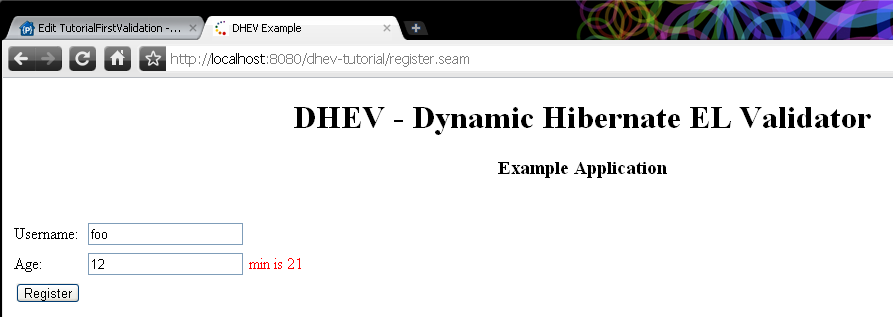 Edit TutorialFirstValidation -...
DHEV Example
http://localhost:8080/dhev-tutorial/register.seam
DHEV - Dynamic Hibernate EL Validator
Example Application
Username: foo
Age: 12 min is 21
Register